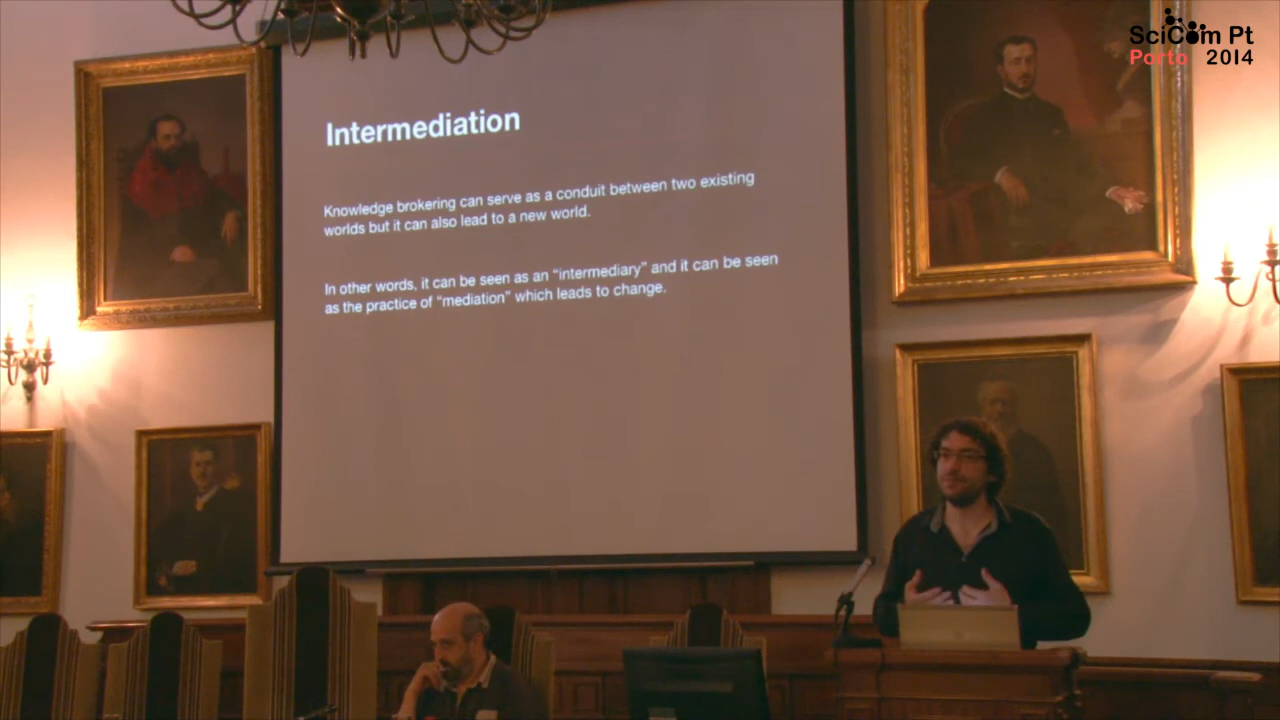 SciCom Pt
Porto 2014
Intermediation
Knowledge brokering can serve as a conduit between two existing
worlds but it can also lead to a new world.
In other words, it can be seen as an “intermediary” and it can be seen
as the practice of “mediation” which leads to change.